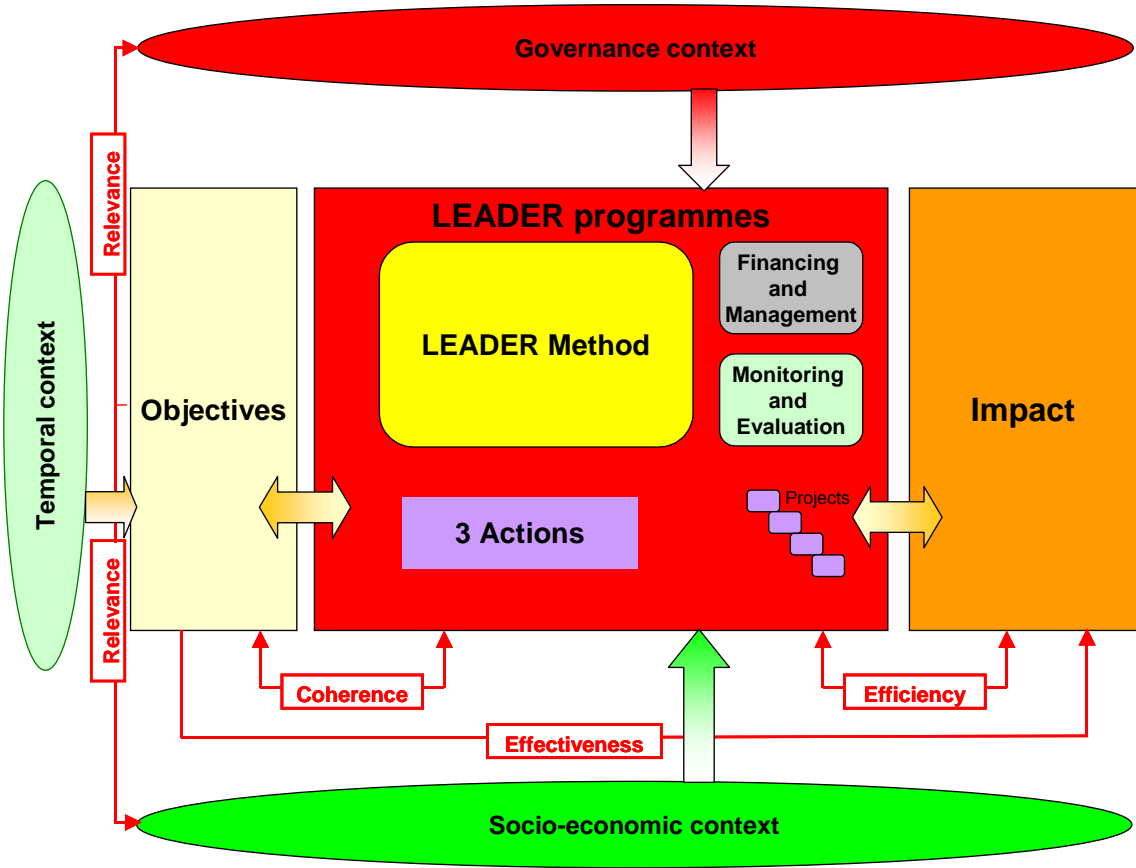 Governance context
Relevance
LEADER programmes
Financing
and
Management
LEADER Method
Monitoring
and
Evaluation
Temporal context
Objectives
Impact
Projects
3 Actions
Relevance
Coherence
Efficiency
Effectiveness
Socio-economic context